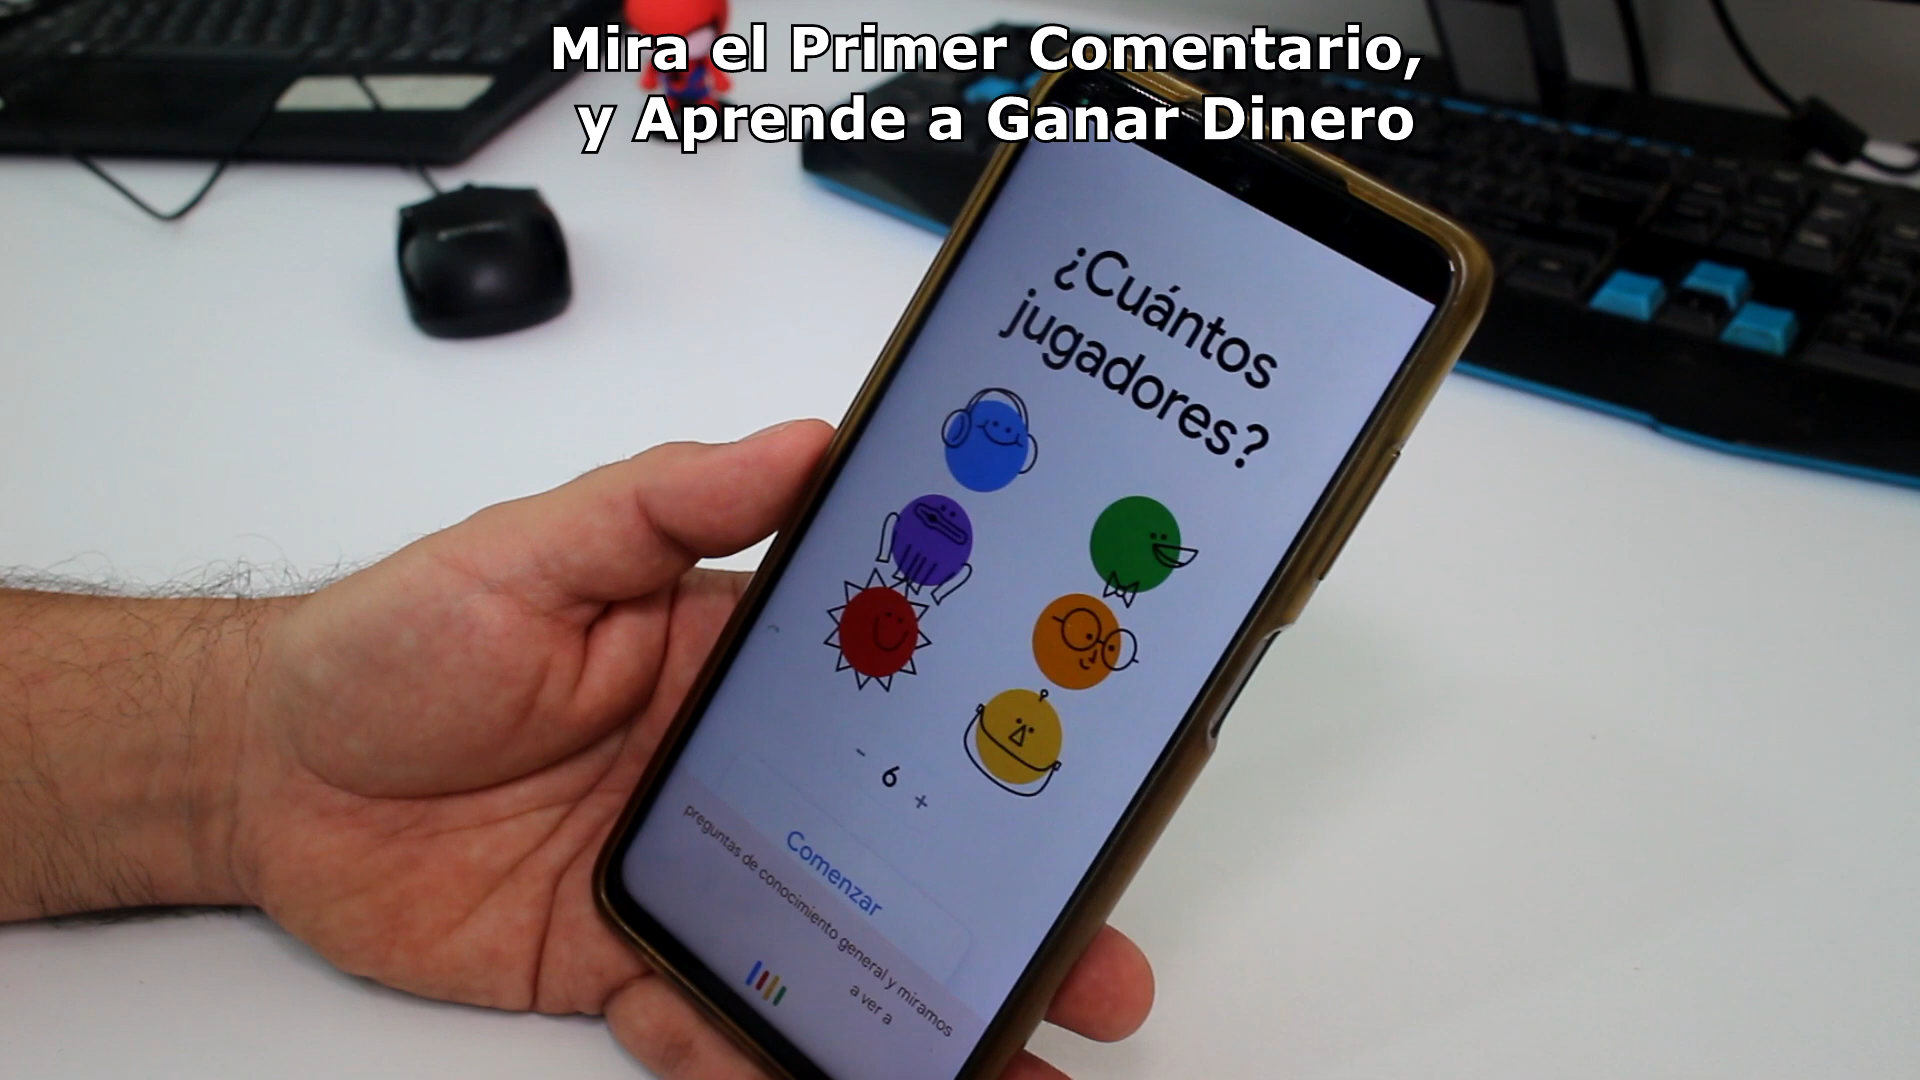 Mira el Primer Comentario,
y Aprende a Ganar Dinero
¿Cuántos
jugadores?
- 6 +
Comenzar
preguntas de conocimiento general y miramos
a ver a